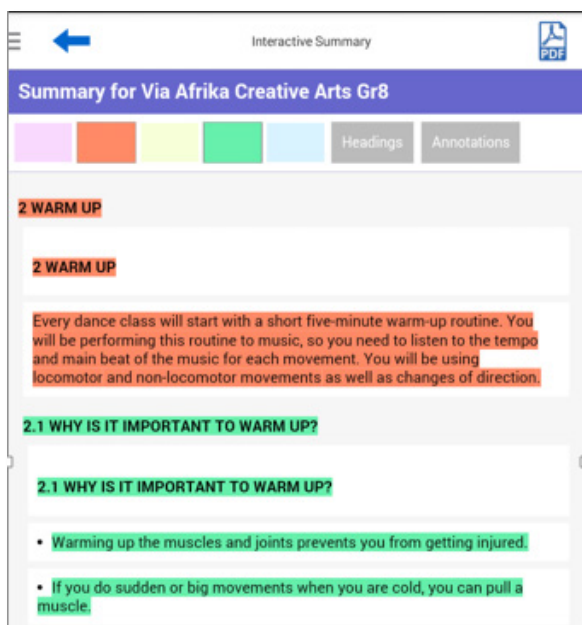 Interactive Summary
PDF
Summary for Via Afrika Creative Arts Gr8
Headings
Annotations
2 WARM UP
2 WARM UP
Every dance class will start with a short five-minute warm-up routine. You
will be performing this routine to music, so you need to listen to the tempo
and main beat of the music for each movement. You will be using
locomotor and non-locomotor movements as well as changes of direction.
2.1 WHY IS IT IMPORTANT TO WARM UP?
2.1 WHY IS IT IMPORTANT TO WARM UP?
• Warming up the muscles and joints prevents you from getting injured.
• If you do sudden or big movements when you are cold, you can pull a
muscle.